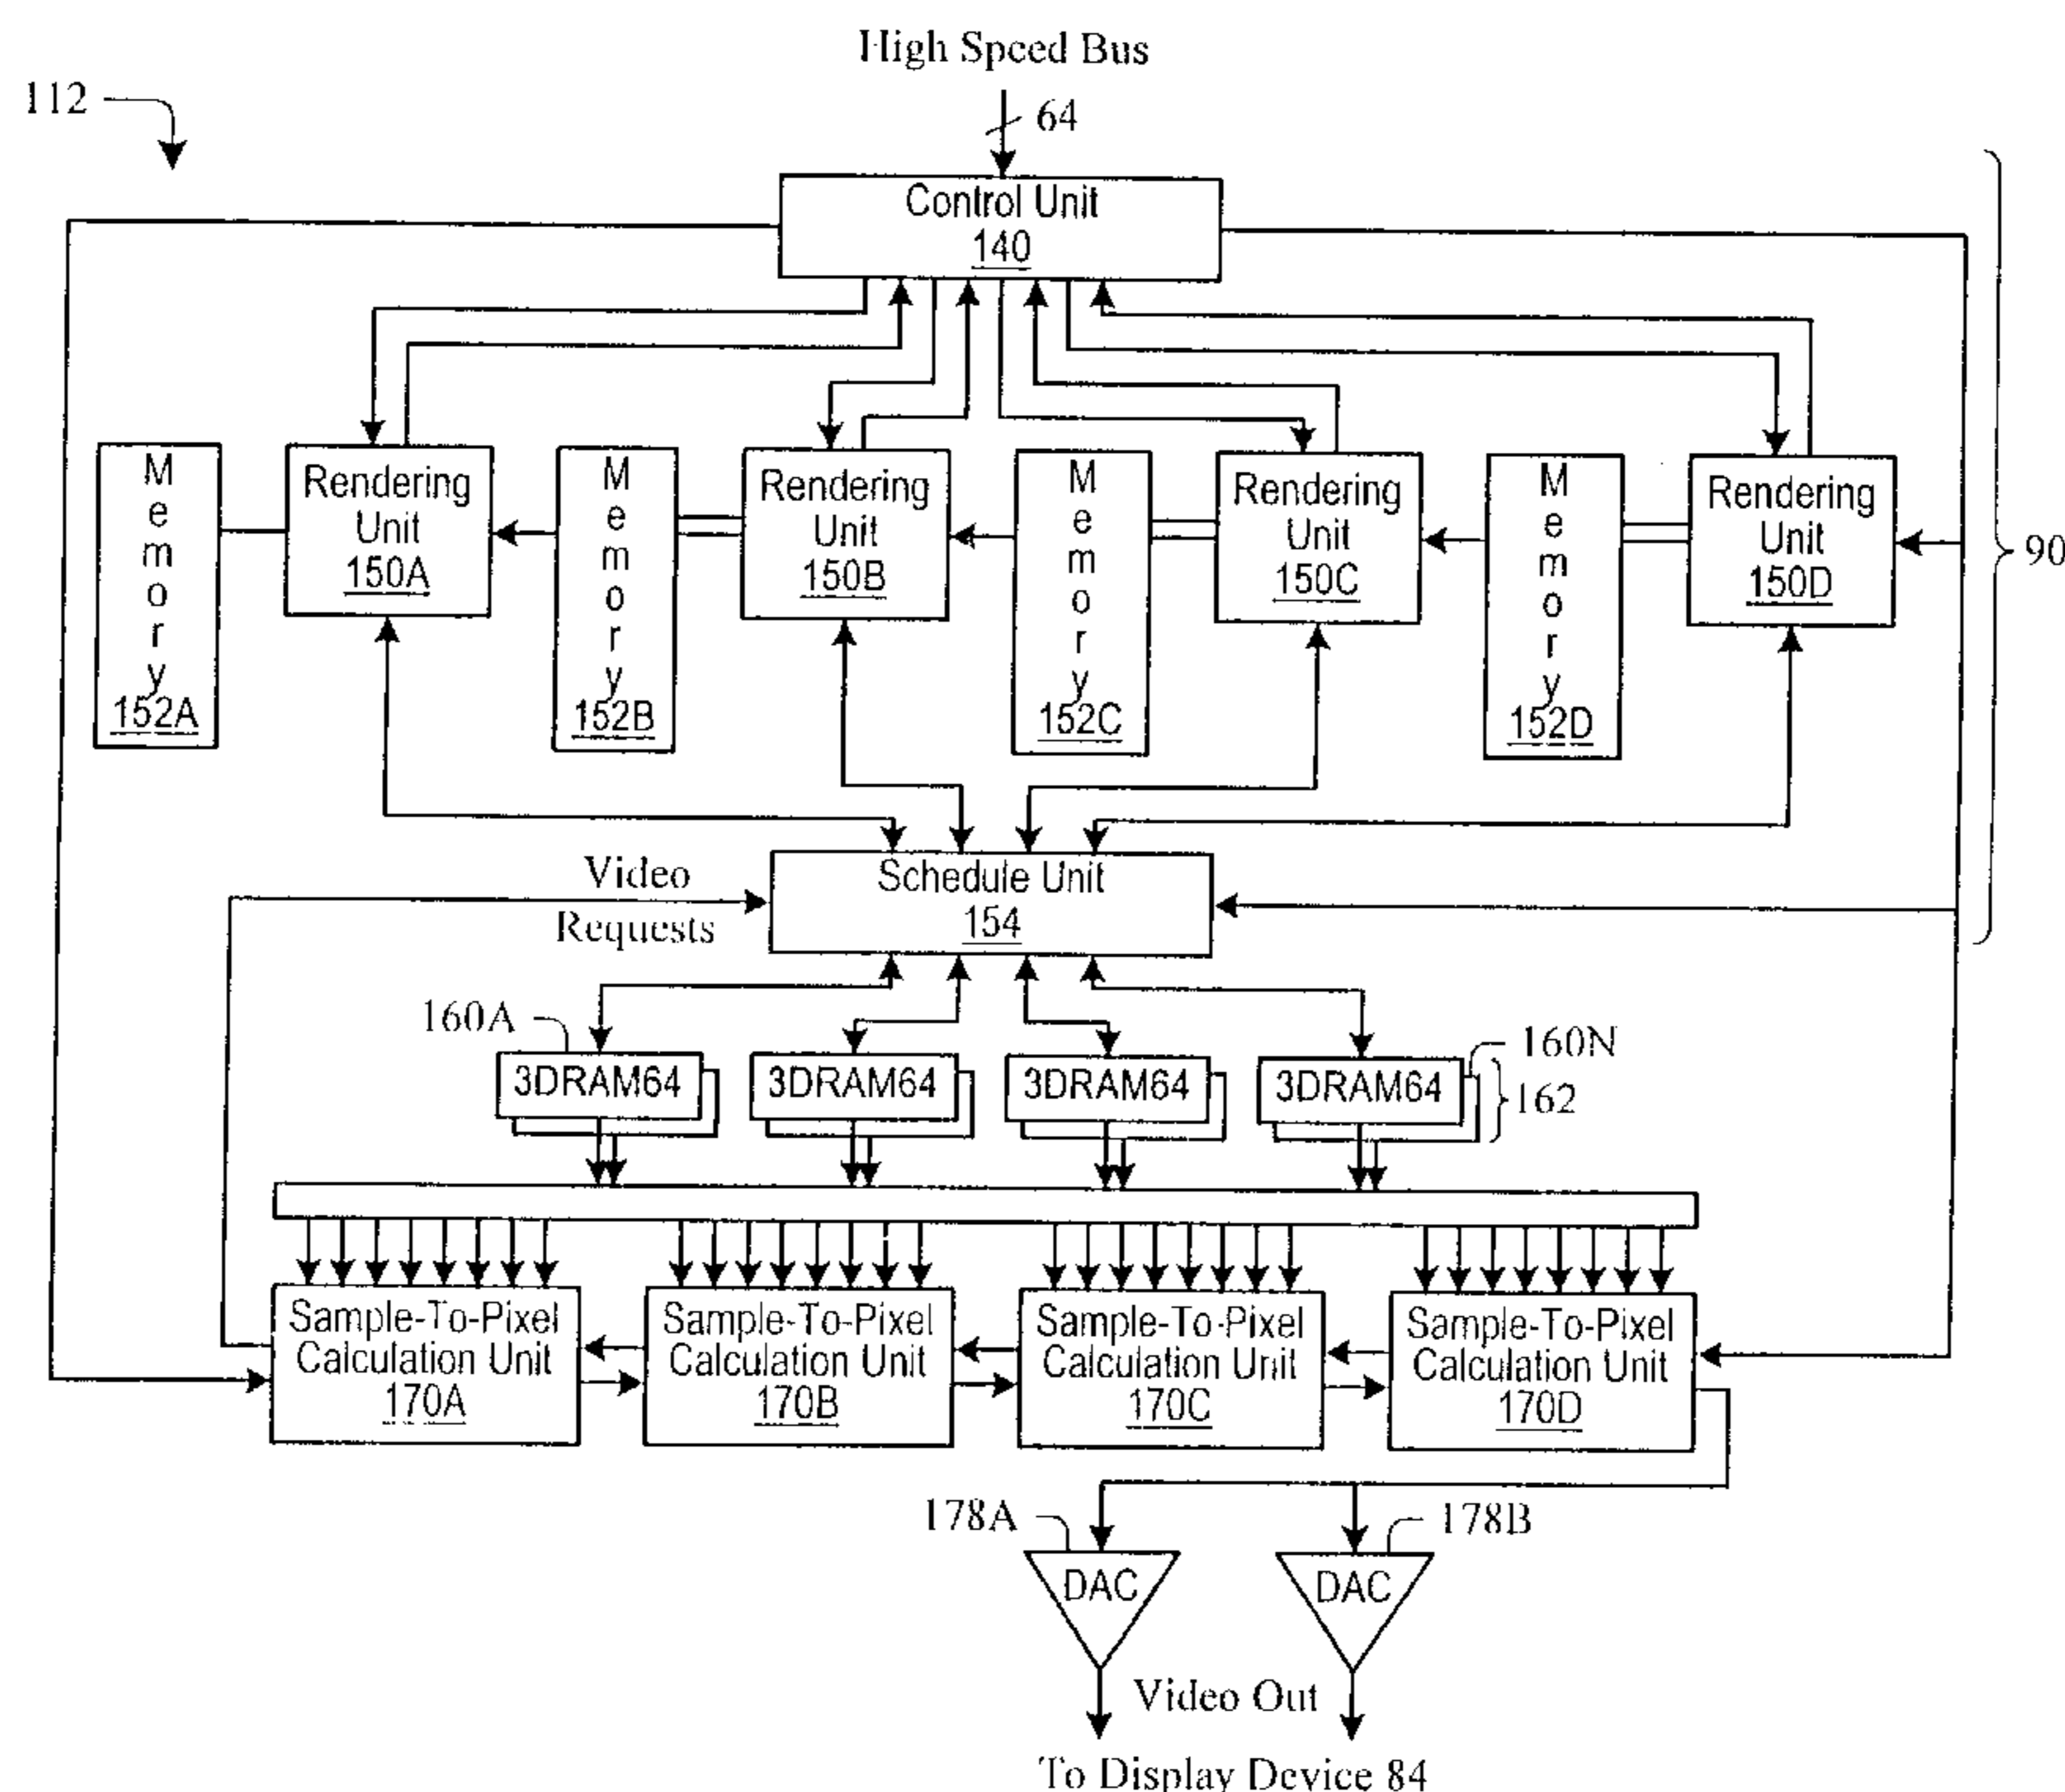 High Speed Bus
112
64
Control Unit
140
Memory
152A
Rendering
Unit
150A
Memory
152B
Rendering
Unit
150B
Memory
152C
Rendering
Unit
150C
Memory
152D
Rendering
Unit
150D
90
Video
Requests
Schedule Unit
154
160A
160N
3DRAM64
3DRAM64
3DRAM64
3DRAM64
162
Sample-To-Pixel
Calculation Unit
170A
Sample-To-Pixel
Calculation Unit
170B
Sample-To-Pixel
Calculation Unit
170C
Sample-To-Pixel
Calculation Unit
170D
178A
178B
DAC
DAC
Video Out
To Display Device 84